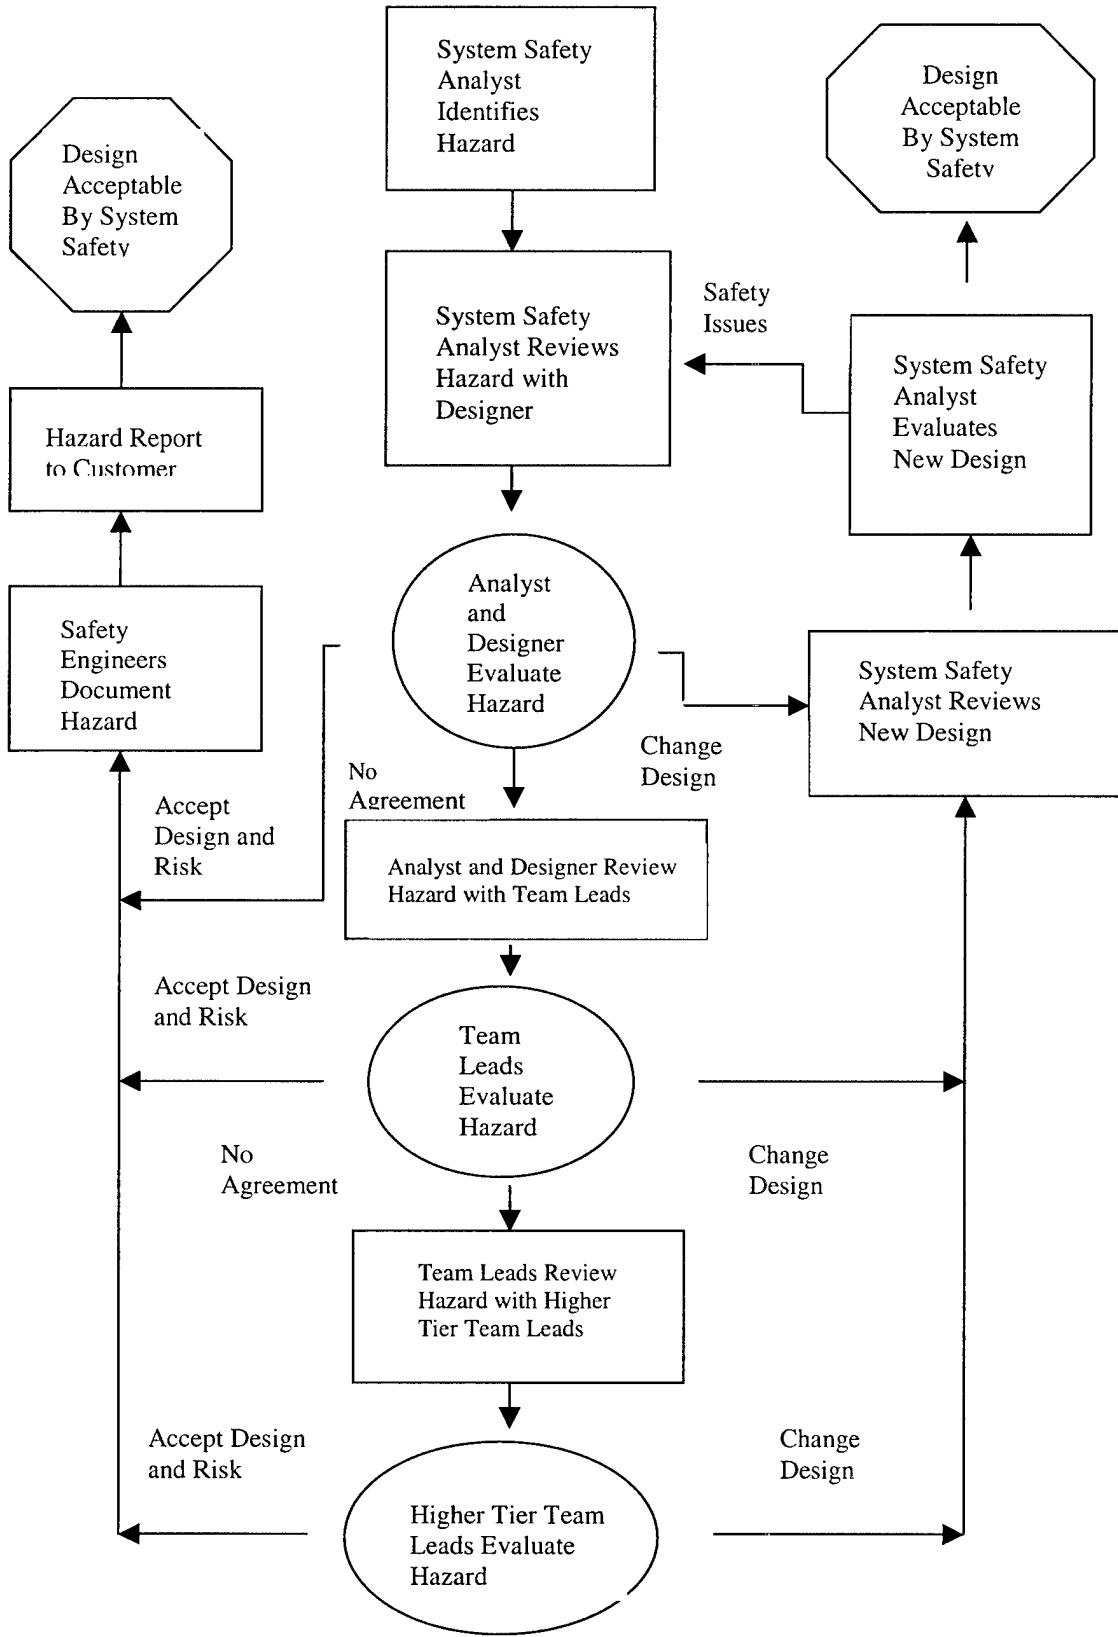 System Safety
Analyst
Identifies
Hazard
Design
Acceptable
By System
Safety
Design
Acceptable
By System
Safety
System Safety
Analyst Reviews
Hazard with
Designer
Safety
Issues
System Safety
Analyst
Evaluates
New Design
Hazard Report
to Customer
Analyst
and
Designer
Evaluate
Hazard
Safety
Engineers
Document
Hazard
System Safety
Analyst Reviews
New Design
Change
Design
No
Agreement
Accept
Design and
Risk
Analyst and Designer Review
Hazard with Team Leads
Accept Design
and Risk
Team
Leads
Evaluate
Hazard
No
Agreement
Change
Design
Team Leads Review
Hazard with Higher
Tier Team Leads
Accept Design
and Risk
Change
Design
Higher Tier Team
Leads Evaluate
Hazard